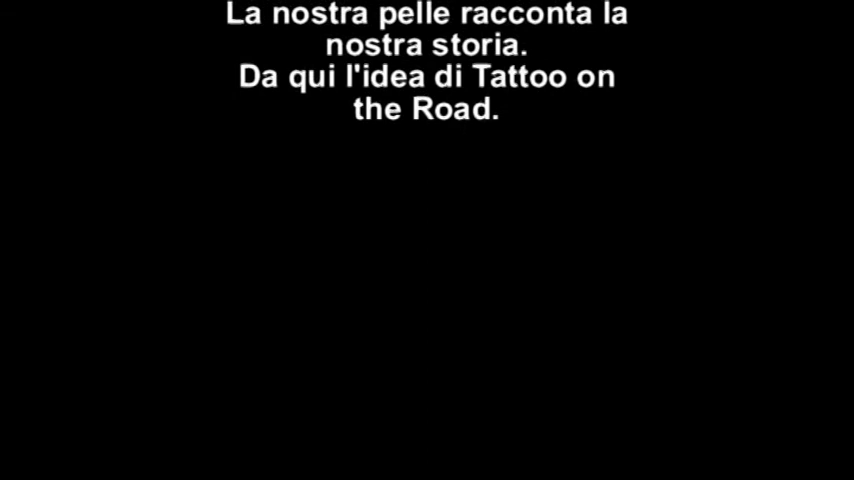 La nostra pelle racconta la
nostra storia.
Da qui l'idea di Tattoo on
the Road.